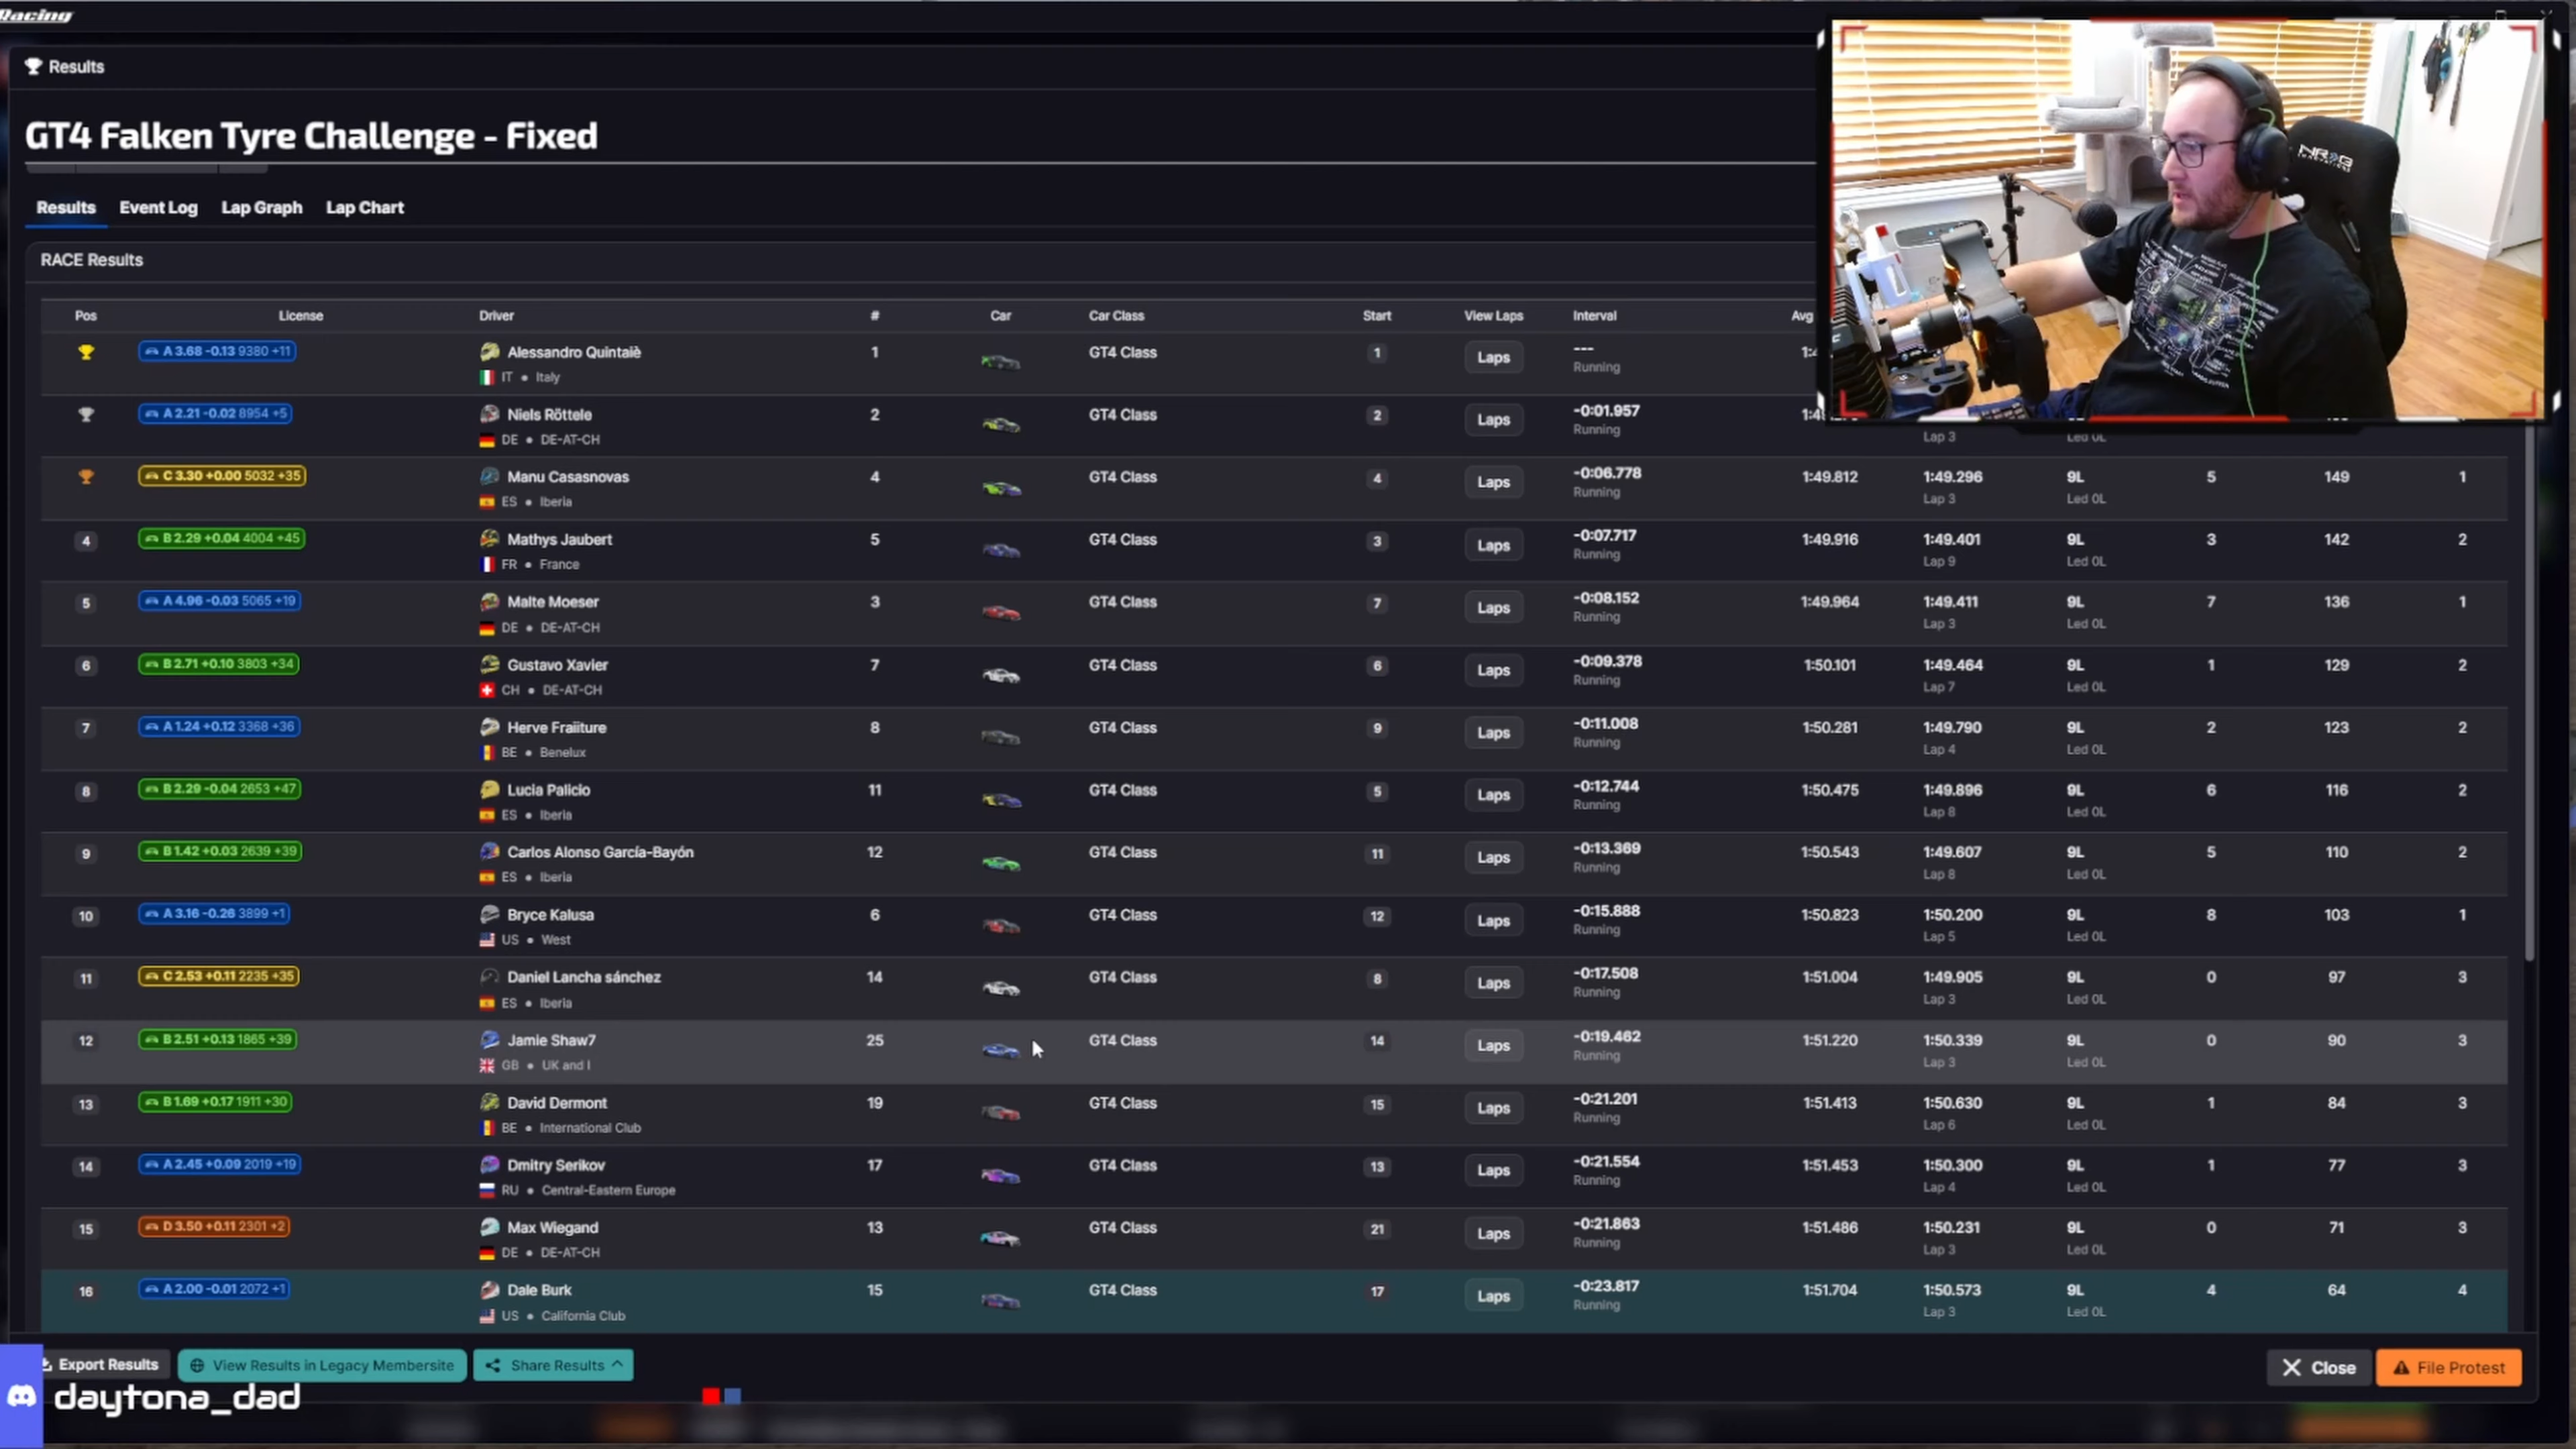 Racing
Results
GT4 Falken Tyre Challenge - Fixed
Results Event Log Lap Graph Lap Chart
RACE Results
Pos License Driver # Car Car Class Start View Laps Interval Avg
A 3.68 -0.13 9380 +11 Alessandro Quintaiè 1 GT4 Class 1 Laps ---
IT • Italy Running
A 2.21 -0.02 8954 +5 Niels Röttele 2 GT4 Class 2 Laps -0:01.957
DE • DE-AT-CH Running Lap 3 Led 0L
C 3.30 +0.00 5032 +35 Manu Casasnovas 4 GT4 Class 4 Laps -0:06.778 1:49.812 1:49.296 9L 5 149 1
ES • Iberia Running Lap 3 Led 0L
4 B 2.29 +0.04 4004 +45 Mathys Jaubert 5 GT4 Class 3 Laps -0:07.717 1:49.916 1:49.401 9L 3 142 2
FR • France Running Lap 9 Led 0L
5 A 4.96 -0.03 5065 +19 Malte Moeser 3 GT4 Class 7 Laps -0:08.152 1:49.964 1:49.411 9L 7 136 1
DE • DE-AT-CH Running Lap 3 Led 0L
6 B 2.71 +0.10 3803 +34 Gustavo Xavier 7 GT4 Class 6 Laps -0:09.378 1:50.101 1:49.464 9L 1 129 2
CH • DE-AT-CH Running Lap 7 Led 0L
7 A 1.24 +0.12 3368 +36 Herve Fraiiture 8 GT4 Class 9 Laps -0:11.008 1:50.281 1:49.790 9L 2 123 2
BE • Benelux Running Lap 4 Led 0L
8 B 2.29 -0.04 2653 +47 Lucia Palicio 11 GT4 Class 5 Laps -0:12.744 1:50.475 1:49.896 9L 6 116 2
ES • Iberia Running Lap 8 Led 0L
9 B 1.42 +0.03 2639 +39 Carlos Alonso García-Bayón 12 GT4 Class 11 Laps -0:13.369 1:50.543 1:49.607 9L 5 110 2
ES • Iberia Running Lap 8 Led 0L
10 A 3.16 -0.26 3899 +1 Bryce Kalusa 6 GT4 Class 12 Laps -0:15.888 1:50.823 1:50.200 9L 8 103 1
US • West Running Lap 5 Led 0L
11 C 2.53 +0.11 2235 +35 Daniel Lancha sánchez 14 GT4 Class 8 Laps -0:17.508 1:51.004 1:49.905 9L 0 97 3
ES • Iberia Running Lap 3 Led 0L
12 B 2.51 +0.13 1865 +39 Jamie Shaw7 25 GT4 Class 14 Laps -0:19.462 1:51.220 1:50.339 9L 0 90 3
GB • UK and I Running Lap 3 Led 0L
13 B 1.69 +0.17 1911 +30 David Dermont 19 GT4 Class 15 Laps -0:21.201 1:51.413 1:50.630 9L 1 84 3
BE • International Club Running Lap 6 Led 0L
14 A 2.45 +0.09 2019 +19 Dmitry Serikov 17 GT4 Class 13 Laps -0:21.554 1:51.453 1:50.300 9L 1 77 3
RU • Central-Eastern Europe Running Lap 4 Led 0L
15 D 3.50 +0.11 2301 +2 Max Wiegand 13 GT4 Class 21 Laps -0:21.863 1:51.486 1:50.231 9L 0 71 3
DE • DE-AT-CH Running Lap 3 Led 0L
16 A 2.00 -0.01 2072 +1 Dale Burk 15 GT4 Class 17 Laps -0:23.817 1:51.704 1:50.573 9L 4 64 4
US • California Club Running Lap 3 Led 0L
Export Results View Results in Legacy Membersite Share Results Close File Protest
daytona_dad
NRG